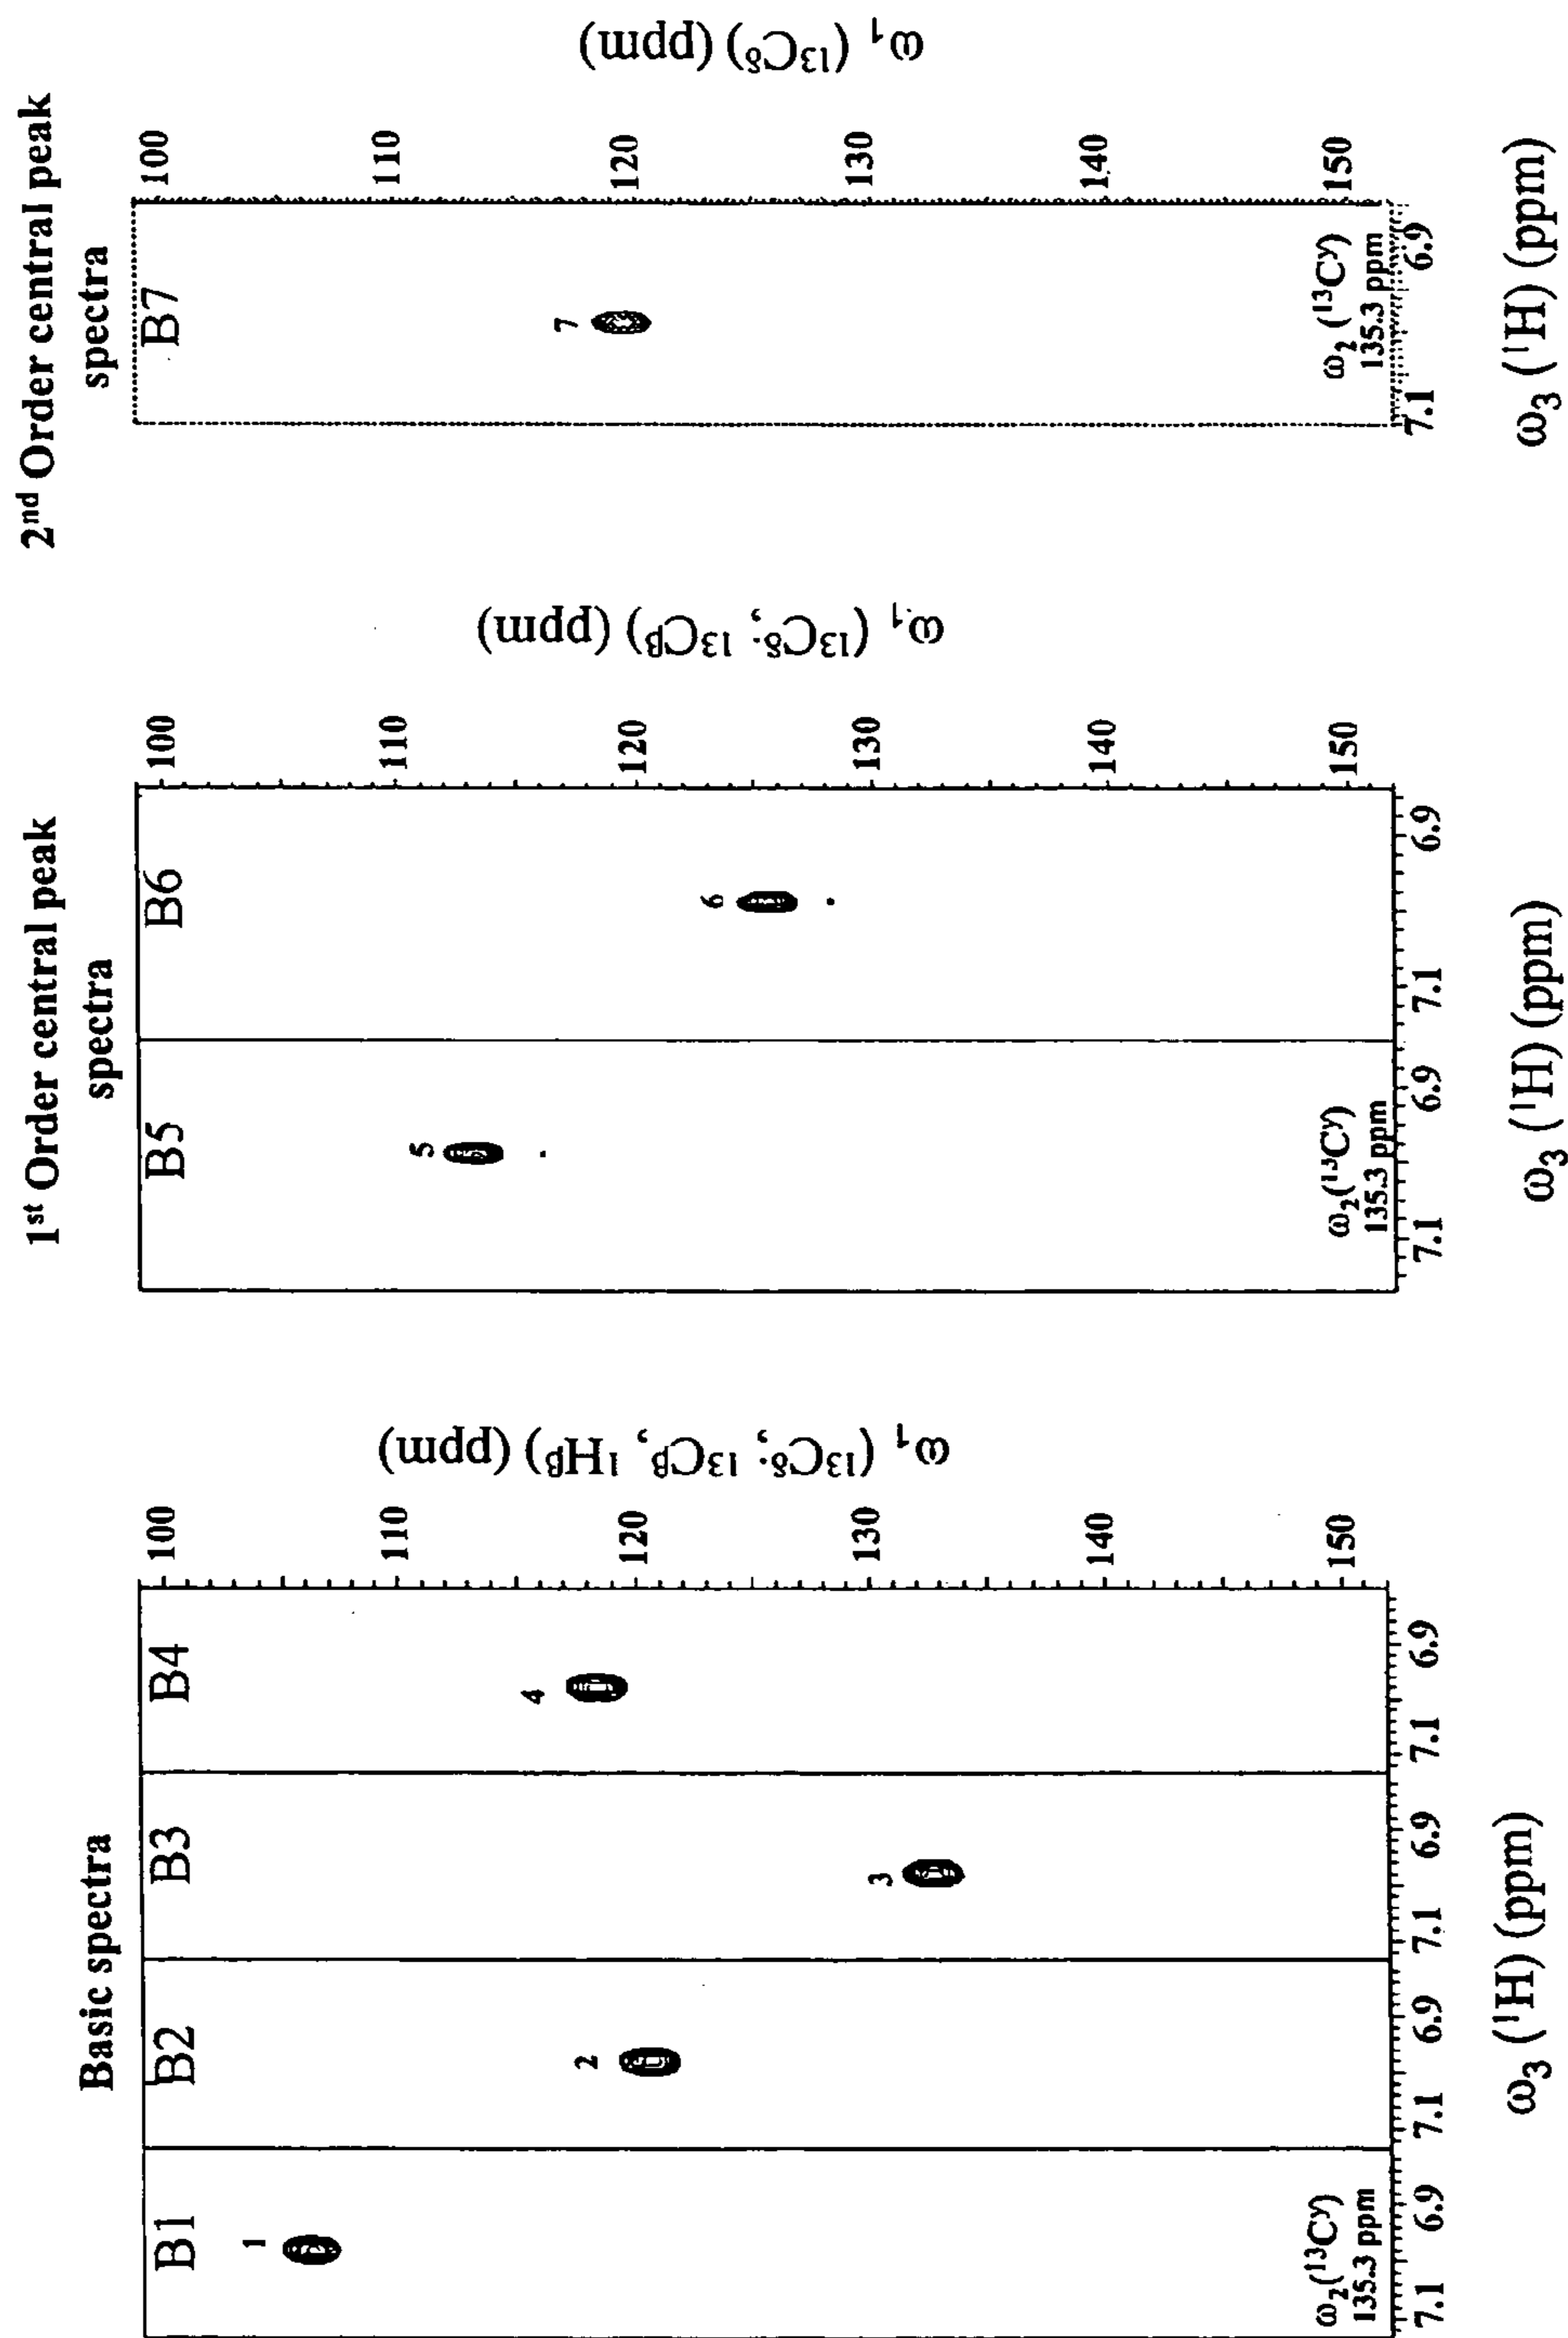 Basic spectra
B1
B2
B3
B4
1
2
3
4
ω₂(¹³Cᵞ)
135.3 ppm
100
110
120
130
140
150
7.1 6.9 7.1 6.9 7.1 6.9 7.1 6.9
ω₃ (¹H) (ppm)
ω₁ (¹³Cᵟ; ¹³Cᵝ, ¹Hᵝ) (ppm)
1ˢᵗ Order central peak
spectra
B5
B6
5
6
ω₂(¹³Cᵞ)
135.3 ppm
100
110
120
130
140
150
7.1 6.9 7.1 6.9
ω₃ (¹H) (ppm)
ω₁ (¹³Cᵟ; ¹³Cᵝ) (ppm)
2ⁿᵈ Order central peak
spectra
B7
7
ω₂ (¹³Cᵞ)
135.3 ppm
100
110
120
130
140
150
7.1 6.9
ω₃ (¹H) (ppm)
ω₁ (¹³Cᵟ) (ppm)